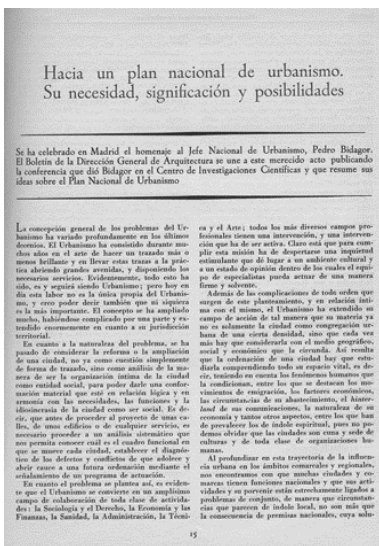 Hacia un plan nacional de urbanismo.
Su necesidad, significación y posibilidades
Se ha celebrado en Madrid el homenaje al Jefe Nacional de Urbanismo, Pedro Bidagor.
El Boletín de la Dirección General de Arquitectura se une a este merecido acto publicando
la conferencia que dió Bidagor en el Centro de Investigaciones Científicas y que resume sus
ideas sobre el Plan Nacional de Urbanismo
La concepción general de los problemas del Ur-
banismo ha variado profundamente en los últimos
decenios. El Urbanismo ha consistido durante mu-
chos años en el arte de hacer un trazado más o
menos brillante y en llevar estas trazas a la prác-
tica abriendo grandes avenidas, y disponiendo los
necesarios servicios. Evidentemente, todo esto ha
sido, es y seguirá siendo Urbanismo; pero hoy en
día esta labor no es la única propia del Urbanis-
mo, y creo poder decir también que ni siquiera
es la más importante. El concepto se ha ampliado
mucho, habiéndose complicado por una parte y ex-
tendido enormemente en cuanto a su jurisdicción
territorial.
En cuanto a la naturaleza del problema, se ha
pasado de considerar la reforma o la ampliación
de una ciudad, no ya como cuestión simplemente
de forma de trazado, sino como análisis de la ma-
nera de ser la organización íntima de la ciudad
como entidad social, para poder darle una confor-
mación material que esté en relación lógica y en
armonía con las necesidades, las funciones y la
idiosincrasia de la ciudad como ser social. Es de-
cir, que antes de proceder al proyecto de unas ca-
lles, de unos edificios o de cualquier servicio, es
necesario proceder a un análisis sistemático que
nos permita conocer cuál es el cuadro funcional en
que se mueve cada ciudad, establecer el diagnós-
tico de los defectos y conflictos de que adolece y
abrir cauce a una futura ordenación mediante el
señalamiento de un programa de actuación.
En cuanto el problema se plantea así, es eviden-
te que el Urbanismo se convierte en un amplísimo
campo de colaboración de toda clase de activida-
des: la Sociología y el Derecho, la Economía y las
Finanzas, la Sanidad, la Administración, la Técni-
ca y el Arte; todos los más diversos campos pro-
fesionales tienen una intervención, y una interven-
ción que ha de ser activa. Claro está que para cum-
plir esta misión ha de despertarse una inquietud
estimulante que dé lugar a un ambiente cultural y
a un estado de opinión dentro de los cuales el equi-
po de especialistas pueda actuar de una manera
firme y solvente.
Además de las complicaciones de todo orden que
surgen de este planteamiento, y en relación ínti-
ma con el mismo, el Urbanismo ha extendido su
campo de acción de tal manera que su materia ya
no es solamente la ciudad como congregación ur-
bana de una cierta densidad, sino que cada vez
más hay que considerarla con el medio geográfico,
social y económico que la circunda. Así resulta
que la ordenación de una ciudad hay que estu-
diarla comprendiendo todo su espacio vital, es de-
cir, teniendo en cuenta los fenómenos humanos que
la condicionan, entre los que se destacan los mo-
vimientos de emigración, los factores económicos,
las circunstancias de su abastecimiento, el hinter-
land de sus comunicaciones, la naturaleza de su
economía y tantos otros aspectos, entre los que han
de prevalecer los de índole espiritual, pues no po-
demos olvidar que las ciudades son cuna y sede de
culturas y de toda clase de organizaciones hu-
manas.
Al profundizar en esta trayectoria de la influen-
cia urbana en los ámbitos comarcales y regionales,
nos encontramos con que muchas ciudades y co-
marcas tienen funciones nacionales y que sus acti-
vidades y su porvenir están estrechamente ligados a
problemas de conjunto, de manera que circunstan-
cias que parecen de índole local, no son más que
la consecuencia de premisas nacionales, cuya solu-
15